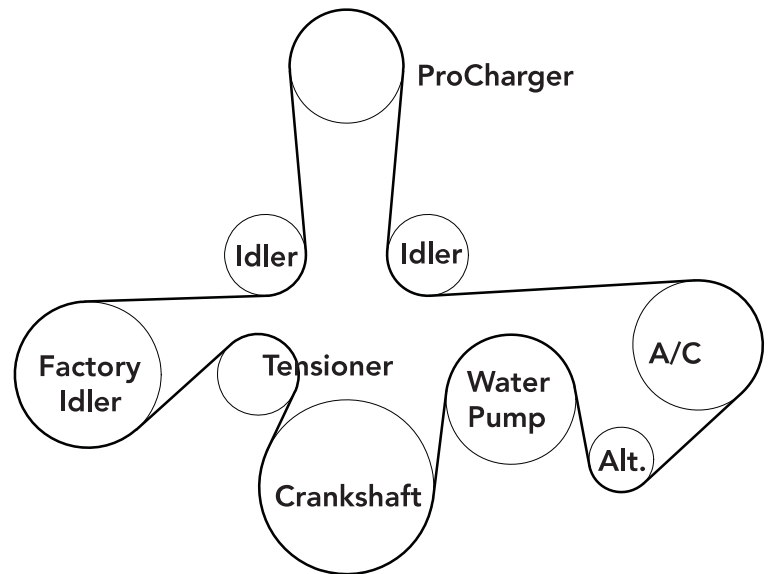 ProCharger
Idler
Idler
Factory
Idler
Tensioner
A/C
Water
Pump
Alt.
Crankshaft